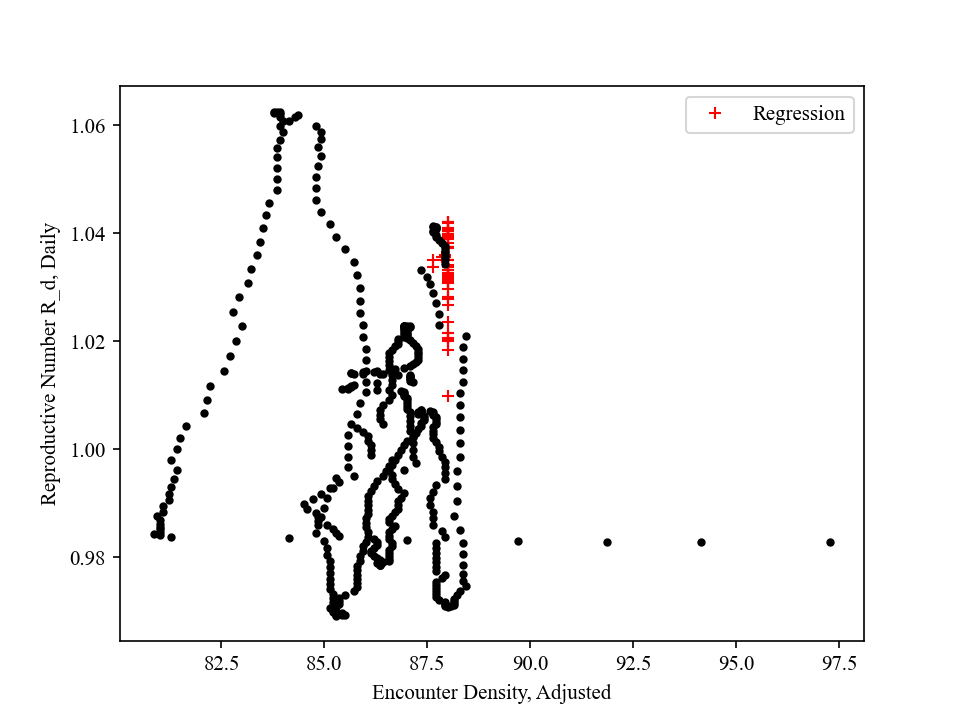 Regression
1.06
1.04
1.02
1.00
0.98
Reproductive Number R_d, Daily
82.5 85.0 87.5 90.0 92.5 95.0 97.5
Encounter Density, Adjusted